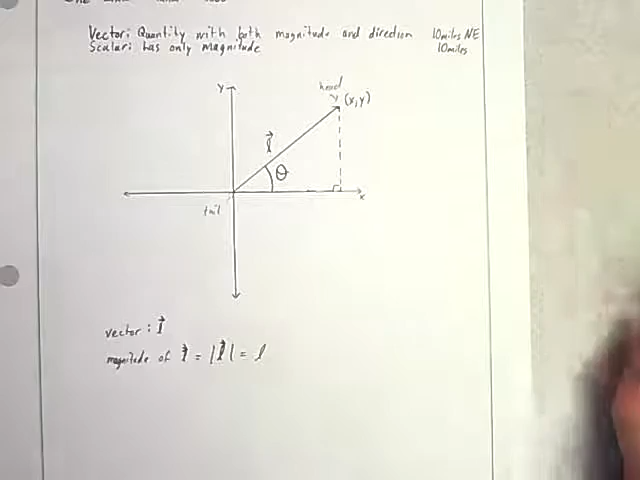 Vector: Quantity with both magnitude and direction 10miles NE
Scalar: has only magnitude 10miles
y
head
(x,y)
l
θ
x
tail
vector: l⃗
magnitude of l⃗ = |l⃗| = l